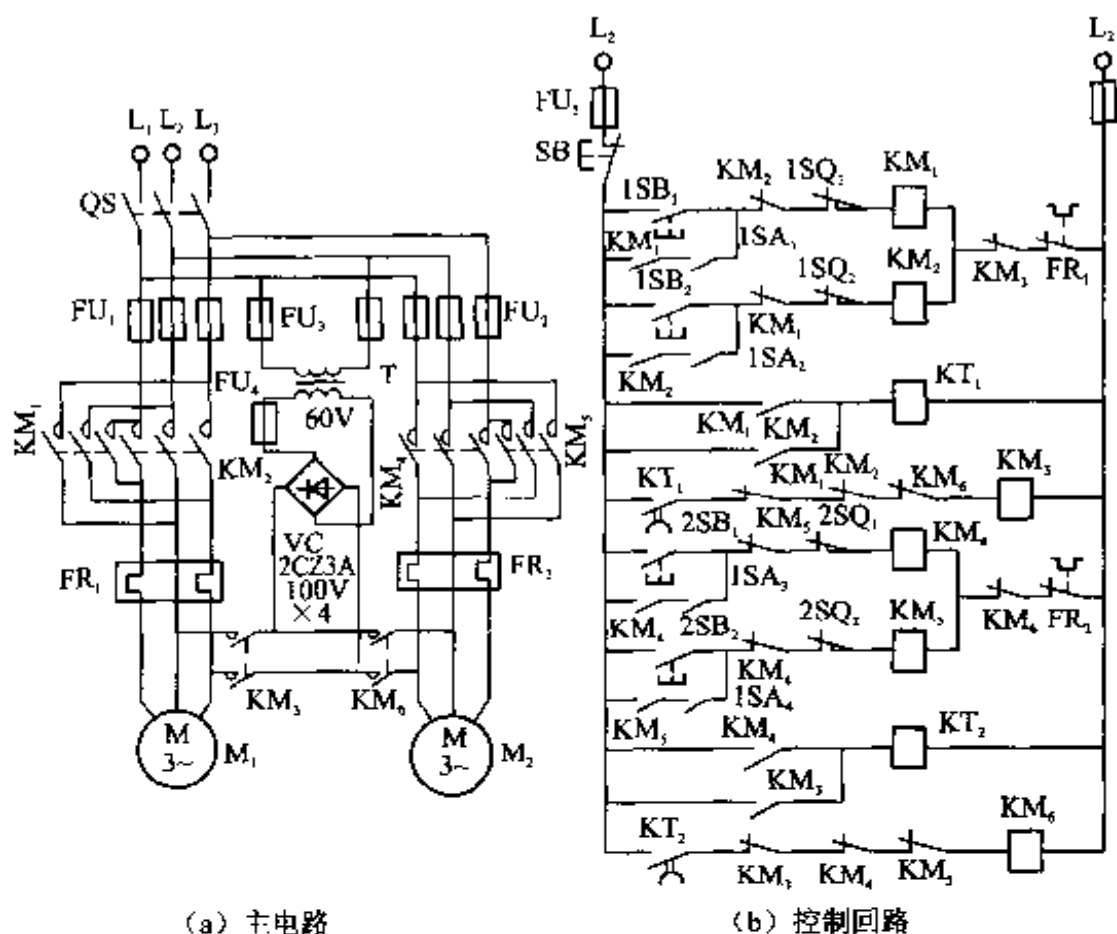 L₁ L₂ L₃
QS
FU₁
FU₃
FU₂
FU₄
T
60V
KM₁
KM₂
KM₄
KM₅
VC
2CZ3A
100V
×4
FR₁
FR₂
KM₃
KM₆
M
3~
M₁
M
3~
M₂
(a) 主电路
L₂
L₃
FU₅
SB
1SB₁
KM₂
1SQ₁
KM₁
KM₁
1SA₁
1SB₂
1SQ₂
KM₂
KM₃
FR₁
KM₁
KM₂
1SA₂
KT₁
KM₁
KM₂
KT₁
KM₁
KM₂
KM₆
KM₃
2SB₁
KM₅
2SQ₁
KM₄
1SA₃
KM₄
2SB₂
2SQ₂
KM₅
KM₆
FR₂
KM₄
1SA₄
KM₅
KM₄
KT₂
KM₅
KT₂
KM₃
KM₄
KM₅
KM₆
(b) 控制回路